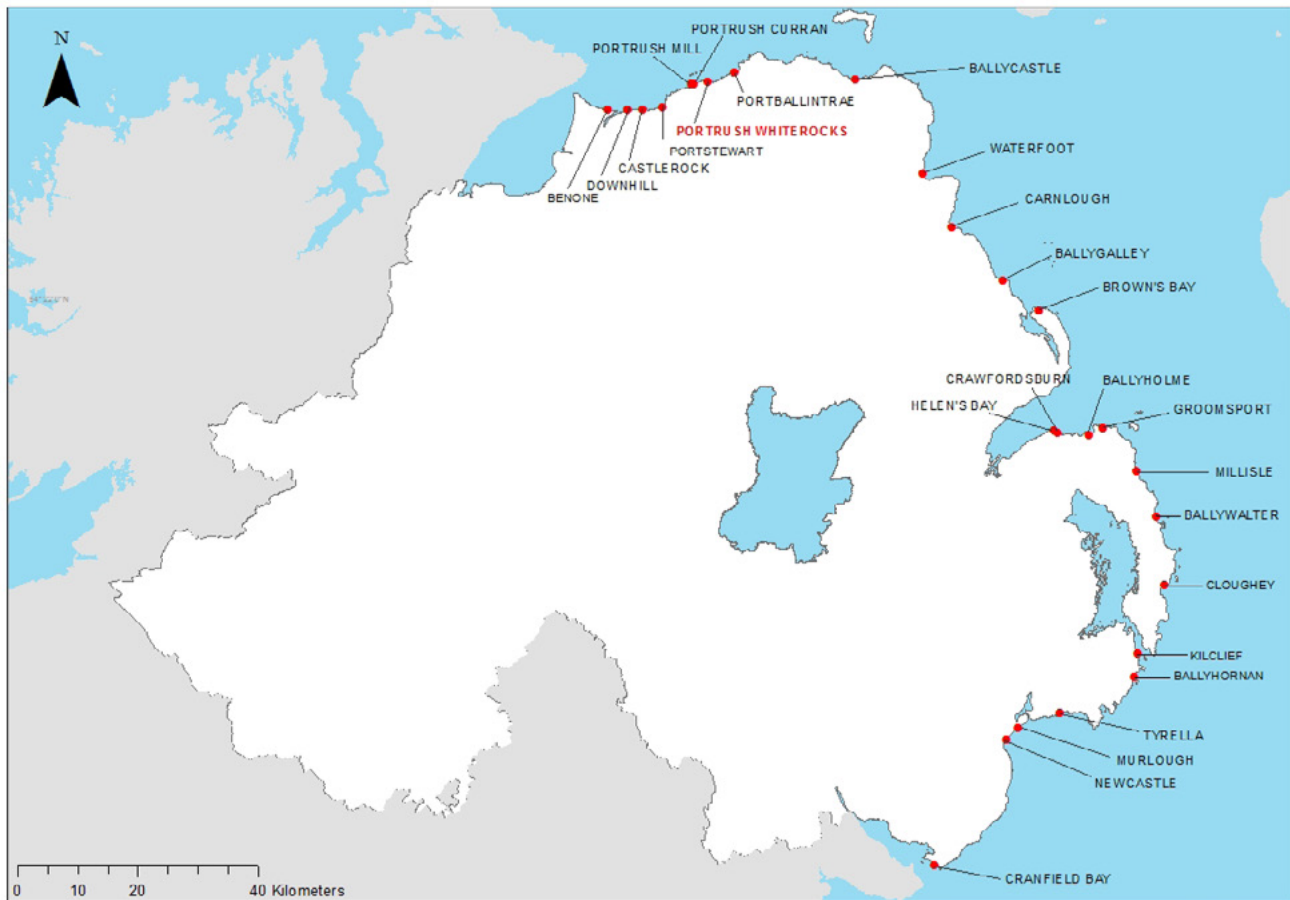 N
PORTRUSH CURRAN
PORTRUSH MILL
BALLYCASTLE
PORTBALLINTRAE
PORTRUSH WHITEROCKS
PORTSTEWART
CASTLEROCK
DOWNHILL
BENONE
WATERFOOT
CARNLOUGH
BALLYGALLEY
BROWN'S BAY
CRAWFORDSBURN
BALLYHOLME
HELEN'S BAY
GROOMSPORT
MILLISLE
BALLYWALTER
CLOUGHEY
KILCLIEF
BALLYHORNAN
TYRELLA
MURLOUGH
NEWCASTLE
CRANFIELD BAY
0 10 20 40 Kilometers